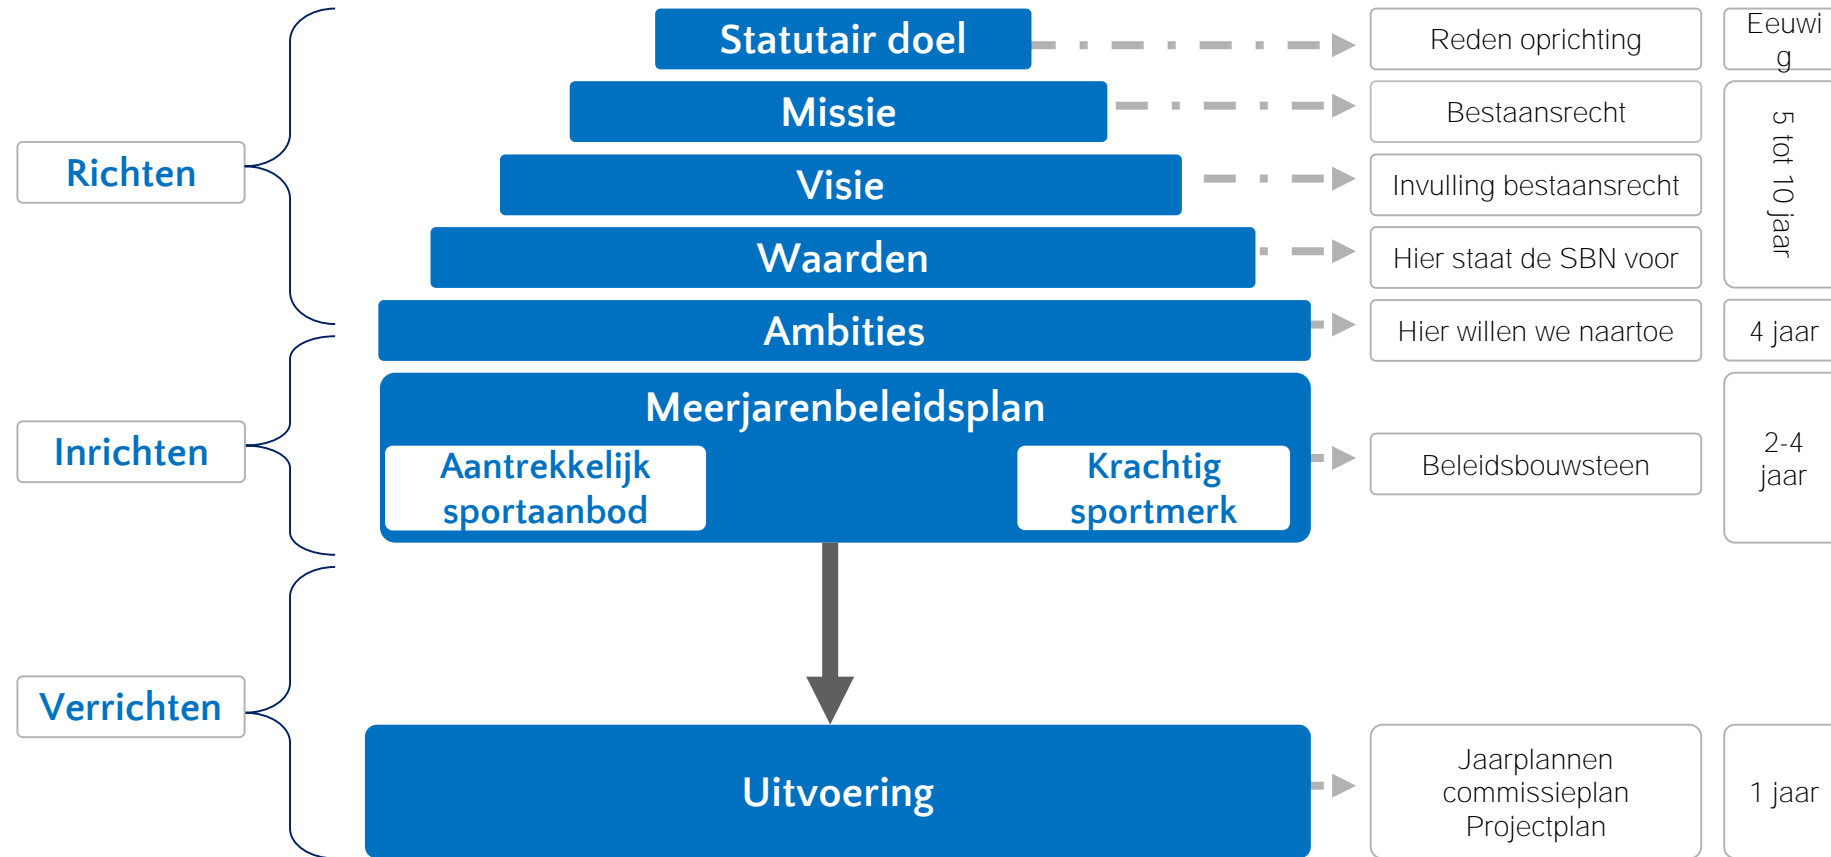 Statutair doel
Reden oprichting
Eeuwi
g
Missie
Bestaansrecht
5 tot 10 jaar
Richten
Visie
Invulling bestaansrecht
Waarden
Hier staat de SBN voor
Ambities
Hier willen we naartoe
4 jaar
Inrichten
Meerjarenbeleidsplan
Aantrekkelijk
sportaanbod
Krachtig
sportmerk
Beleidsbouwsteen
2-4
jaar
Verrichten
Uitvoering
Jaarplannen
commissieplan
Projectplan
1 jaar